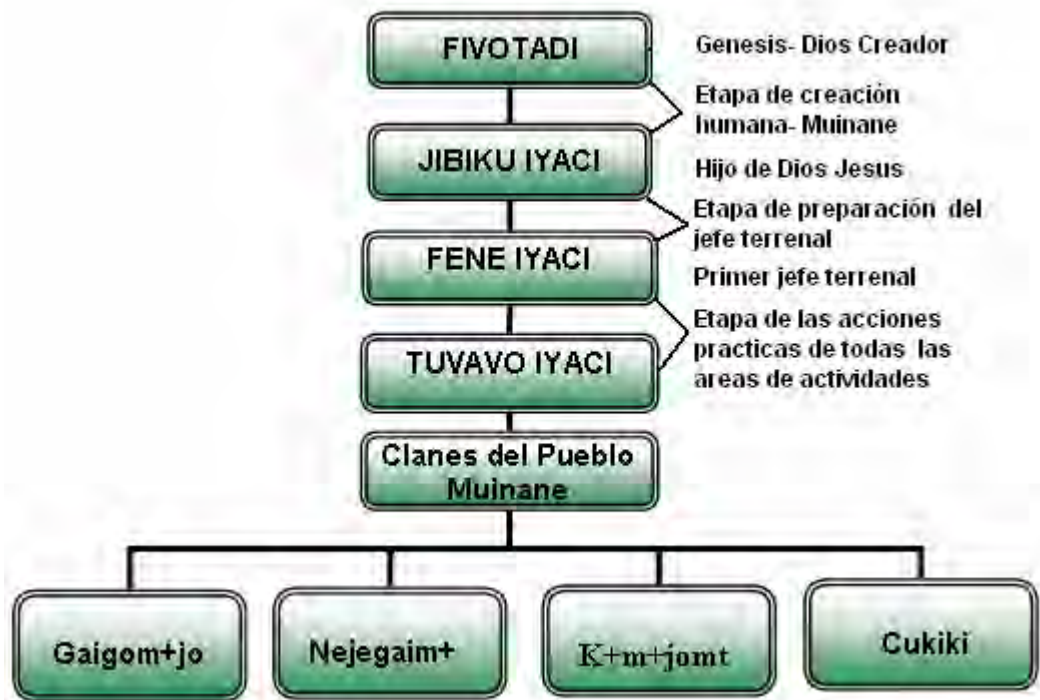 FIVOTADI
Genesis- Dios Creador
Etapa de creación
humana- Muinane
JIBIKU IYACI
Hijo de Dios Jesus
Etapa de preparación del
jefe terrenal
FENE IYACI
Primer jefe terrenal
Etapa de las acciones
practicas de todas las
areas de actividades
TUVAVO IYACI
Clanes del Pueblo
Muinane
Gaigom+jo
Nejegaim+
K+m+jomt
Cukiki